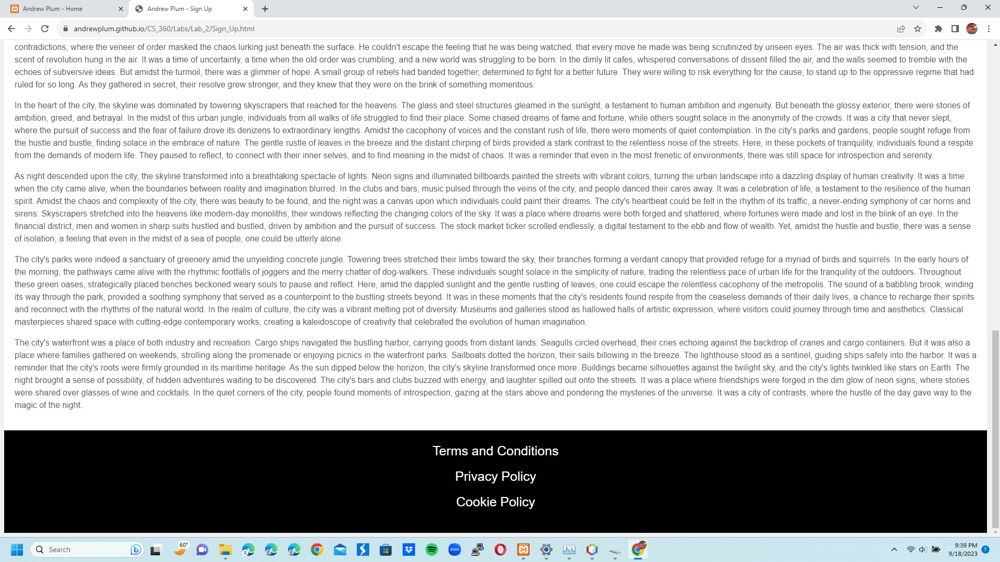 Andrew Plum - Home
Andrew Plum - Sign Up
andrewplum.github.io/CS_360/Labs/Lab_2/Sign_Up.html
contradictions, where the veneer of order masked the chaos lurking just beneath the surface. He couldn't escape the feeling that he was being watched, that every move he made was being scrutinized by unseen eyes. The air was thick with tension, and the
scent of revolution hung in the air. It was a time of uncertainty, a time when the old order was crumbling, and a new world was struggling to be born. In the dimly lit cafes, whispered conversations of dissent filled the air, and the walls seemed to tremble with the
echoes of subversive ideas. But amidst the turmoil, there was a glimmer of hope. A small group of rebels had banded together, determined to fight for a better future. They were willing to risk everything for the cause, to stand up to the oppressive regime that had
ruled for so long. As they gathered in secret, their resolve grew stronger, and they knew that they were on the brink of something momentous.
In the heart of the city, the skyline was dominated by towering skyscrapers that reached for the heavens. The glass and steel structures gleamed in the sunlight, a testament to human ambition and ingenuity. But beneath the glossy exterior, there were stories of
ambition, greed, and betrayal. In the midst of this urban jungle, individuals from all walks of life struggled to find their place. Some chased dreams of fame and fortune, while others sought solace in the anonymity of the crowds. It was a city that never slept,
where the pursuit of success and the fear of failure drove its denizens to extraordinary lengths. Amidst the cacophony of voices and the constant rush of life, there were moments of quiet contemplation. In the city's parks and gardens, people sought refuge from
the hustle and bustle, finding solace in the embrace of nature. The gentle rustle of leaves in the breeze and the distant chirping of birds provided a stark contrast to the relentless noise of the streets. Here, in these pockets of tranquility, individuals found a respite
from the demands of modern life. They paused to reflect, to connect with their inner selves, and to find meaning in the midst of chaos. It was a reminder that even in the most frenetic of environments, there was still space for introspection and serenity.
As night descended upon the city, the skyline transformed into a breathtaking spectacle of lights. Neon signs and illuminated billboards painted the streets with vibrant colors, turning the urban landscape into a dazzling display of human creativity. It was a time
when the city came alive, when the boundaries between reality and imagination blurred. In the clubs and bars, music pulsed through the veins of the city, and people danced their cares away. It was a celebration of life, a testament to the resilience of the human
spirit. Amidst the chaos and complexity of the city, there was beauty to be found, and the night was a canvas upon which individuals could paint their dreams. The city's heartbeat could be felt in the rhythm of its traffic, a never-ending symphony of car horns and
sirens. Skyscrapers stretched into the heavens like modern-day monoliths, their windows reflecting the changing colors of the sky. It was a place where dreams were both forged and shattered, where fortunes were made and lost in the blink of an eye. In the
financial district, men and women in sharp suits hustled and bustled, driven by ambition and the pursuit of success. The stock market ticker scrolled endlessly, a digital testament to the ebb and flow of wealth. Yet, amidst the hustle and bustle, there was a sense
of isolation, a feeling that even in the midst of a sea of people, one could be utterly alone.
The city's parks were indeed a sanctuary of greenery amid the unyielding concrete jungle. Towering trees stretched their limbs toward the sky, their branches forming a verdant canopy that provided refuge for a myriad of birds and squirrels. In the early hours of
the morning, the pathways came alive with the rhythmic footfalls of joggers and the merry chatter of dog-walkers. These individuals sought solace in the simplicity of nature, trading the relentless pace of urban life for the tranquility of the outdoors. Throughout
these green oases, strategically placed benches beckoned weary souls to pause and reflect. Here, amid the dappled sunlight and the gentle rustling of leaves, one could escape the relentless cacophony of the metropolis. The sound of a babbling brook, winding
its way through the park, provided a soothing symphony that served as a counterpoint to the bustling streets beyond. It was in these moments that the city's residents found respite from the ceaseless demands of their daily lives, a chance to recharge their spirits
and reconnect with the rhythms of the natural world. In the realm of culture, the city was a vibrant melting pot of diversity. Museums and galleries stood as hallowed halls of artistic expression, where visitors could journey through time and aesthetics. Classical
masterpieces shared space with cutting-edge contemporary works, creating a kaleidoscope of creativity that celebrated the evolution of human imagination.
The city's waterfront was a place of both industry and recreation. Cargo ships navigated the bustling harbor, carrying goods from distant lands. Seagulls circled overhead, their cries echoing against the backdrop of cranes and cargo containers. But it was also a
place where families gathered on weekends, strolling along the promenade or enjoying picnics in the waterfront parks. Sailboats dotted the horizon, their sails billowing in the breeze. The lighthouse stood as a sentinel, guiding ships safely into the harbor. It was a
reminder that the city's roots were firmly grounded in its maritime heritage. As the sun dipped below the horizon, the city's skyline transformed once more. Buildings became silhouettes against the twilight sky, and the city's lights twinkled like stars on Earth. The
night brought a sense of possibility, of hidden adventures waiting to be discovered. The city's bars and clubs buzzed with energy, and laughter spilled out onto the streets. It was a place where friendships were forged in the dim glow of neon signs, where stories
were shared over glasses of wine and cocktails. In the quiet corners of the city, people found moments of introspection, gazing at the stars above and pondering the mysteries of the universe. It was a city of contrasts, where the hustle of the day gave way to the
magic of the night.
Terms and Conditions
Privacy Policy
Cookie Policy
Search
60°
zoom
9:39 PM
9/18/2023
1